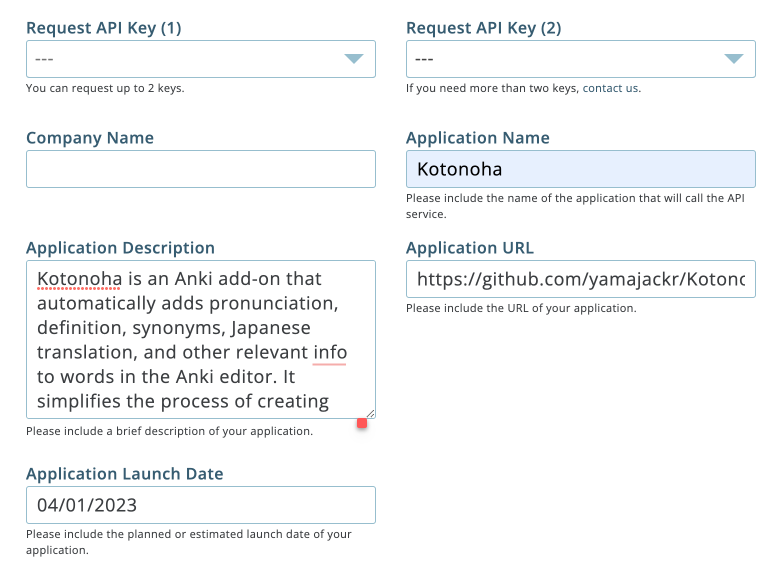 Request API Key (1)
---
You can request up to 2 keys.
Request API Key (2)
---
If you need more than two keys, contact us.
Company Name
Application Name
Kotonoha
Please include the name of the application that will call the API
service.
Application Description
Kotonoha is an Anki add-on that
automatically adds pronunciation,
definition, synonyms, Japanese
translation, and other relevant info
to words in the Anki editor. It
simplifies the process of creating
Please include a brief description of your application.
Application URL
https://github.com/yamajackr/Kotono
Please include the URL of your application.
Application Launch Date
04/01/2023
Please include the planned or estimated launch date of your
application.